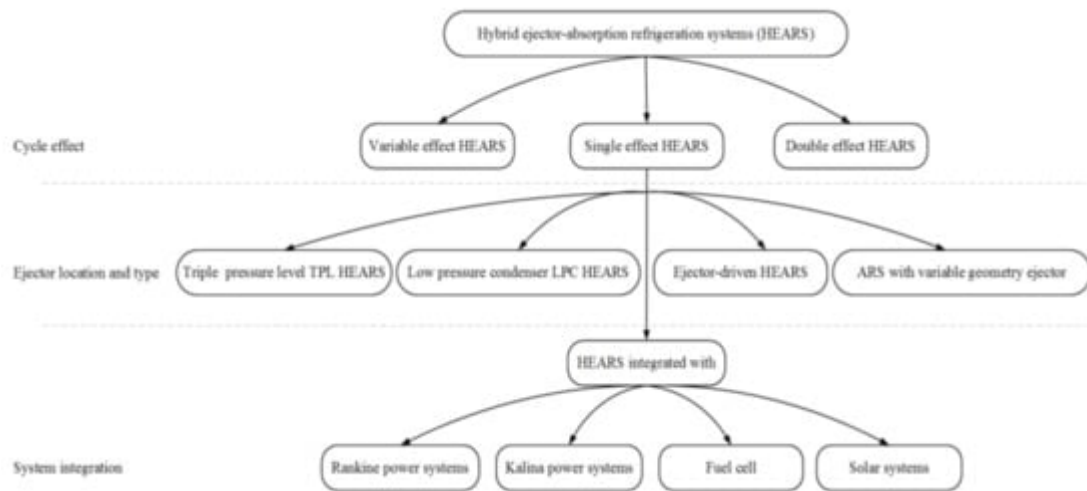 Hybrid ejector-absorption refrigeration systems (HEARS)
Cycle effect
Variable effect HEARS
Single effect HEARS
Double effect HEARS
Ejector location and type
Triple pressure level TPL HEARS
Low pressure condenser LPC HEARS
Ejector-driven HEARS
ARS with variable geometry ejector
HEARS integrated with
System integration
Rankine power systems
Kalina power systems
Fuel cell
Solar systems